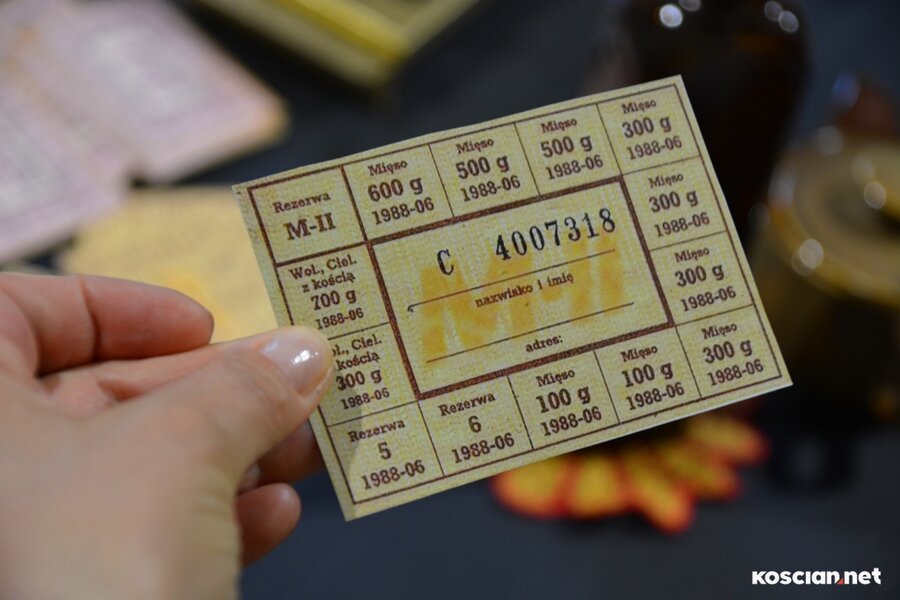 Rezerwa
M-II
Mięso
600 g
1988-06
Mięso
500 g
1988-06
Mięso
500 g
1988-06
Mięso
300 g
1988-06
Woł., Ciel.
z kością
700 g
1988-06
C 4007318
M-II
nazwisko i imię
adres:
Mięso
300 g
1988-06
Mięso
300 g
1988-06
Ciel.
kością
300 g
1988-06
Rezerwa
5
1988-06
Rezerwa
6
1988-06
Mięso
100 g
1988-06
Mięso
100 g
1988-06
Mięso
300 g
1988-06
KOSCIAN.net